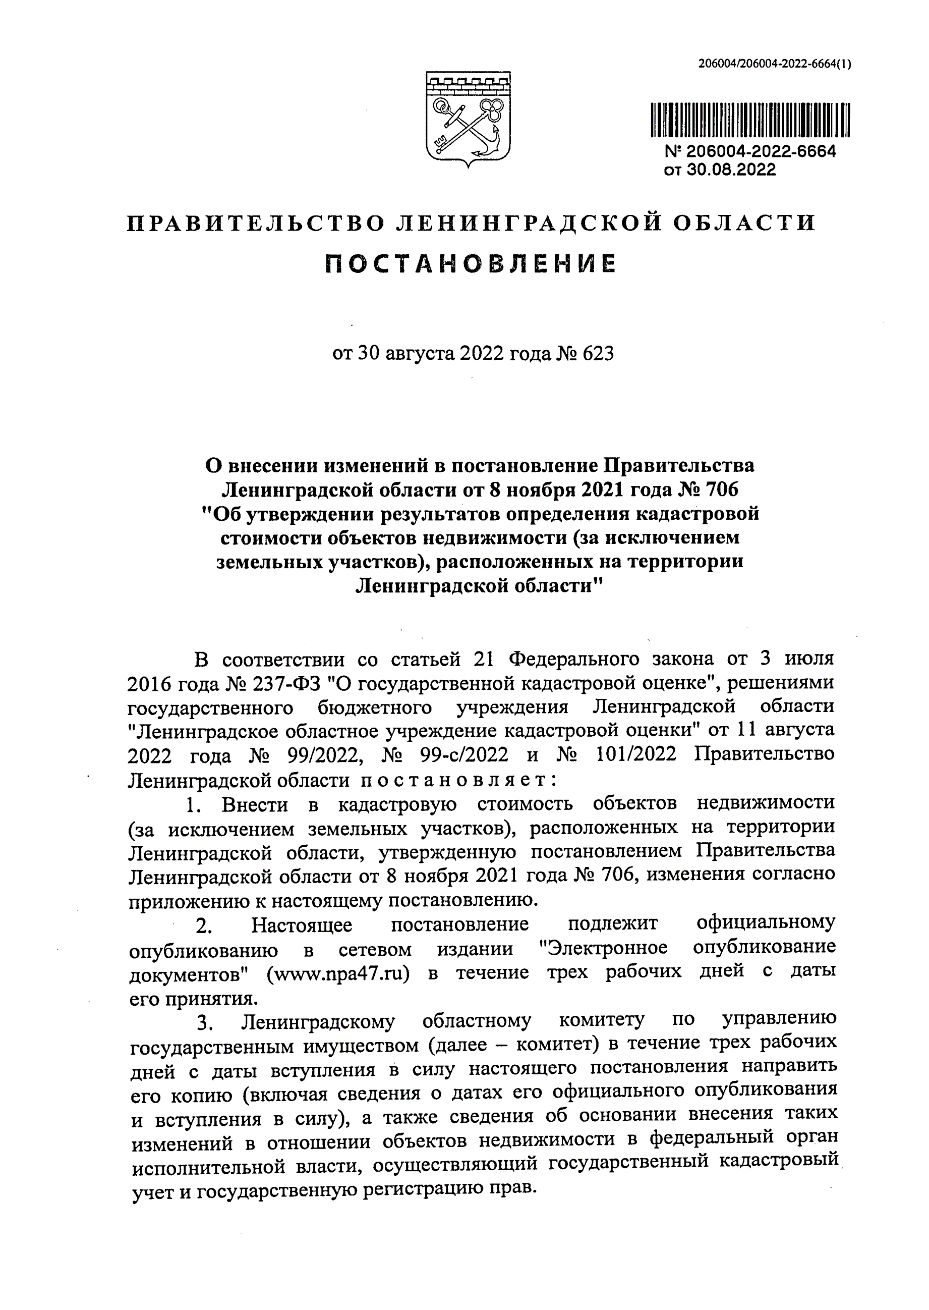 206004/206004-2022-6664(1)
№ 206004-2022-6664
от 30.08.2022
ПРАВИТЕЛЬСТВО ЛЕНИНГРАДСКОЙ ОБЛАСТИ
ПОСТАНОВЛЕНИЕ
от 30 августа 2022 года № 623
О внесении изменений в постановление Правительства
Ленинградской области от 8 ноября 2021 года № 706
"Об утверждении результатов определения кадастровой
стоимости объектов недвижимости (за исключением
земельных участков), расположенных на территории
Ленинградской области"
В соответствии со статьей 21 Федерального закона от 3 июля
2016 года № 237-ФЗ "О государственной кадастровой оценке", решениями
государственного бюджетного учреждения Ленинградской области
"Ленинградское областное учреждение кадастровой оценки" от 11 августа
2022 года № 99/2022, № 99-с/2022 и № 101/2022 Правительство
Ленинградской области п о с т а н о в л я е т :
1. Внести в кадастровую стоимость объектов недвижимости
(за исключением земельных участков), расположенных на территории
Ленинградской области, утвержденную постановлением Правительства
Ленинградской области от 8 ноября 2021 года № 706, изменения согласно
приложению к настоящему постановлению.
2. Настоящее постановление подлежит официальному
опубликованию в сетевом издании "Электронное опубликование
документов" (www.npa47.ru) в течение трех рабочих дней с даты
его принятия.
3. Ленинградскому областному комитету по управлению
государственным имуществом (далее – комитет) в течение трех рабочих
дней с даты вступления в силу настоящего постановления направить
его копию (включая сведения о датах его официального опубликования
и вступления в силу), а также сведения об основании внесения таких
изменений в отношении объектов недвижимости в федеральный орган
исполнительной власти, осуществляющий государственный кадастровый
учет и государственную регистрацию прав.